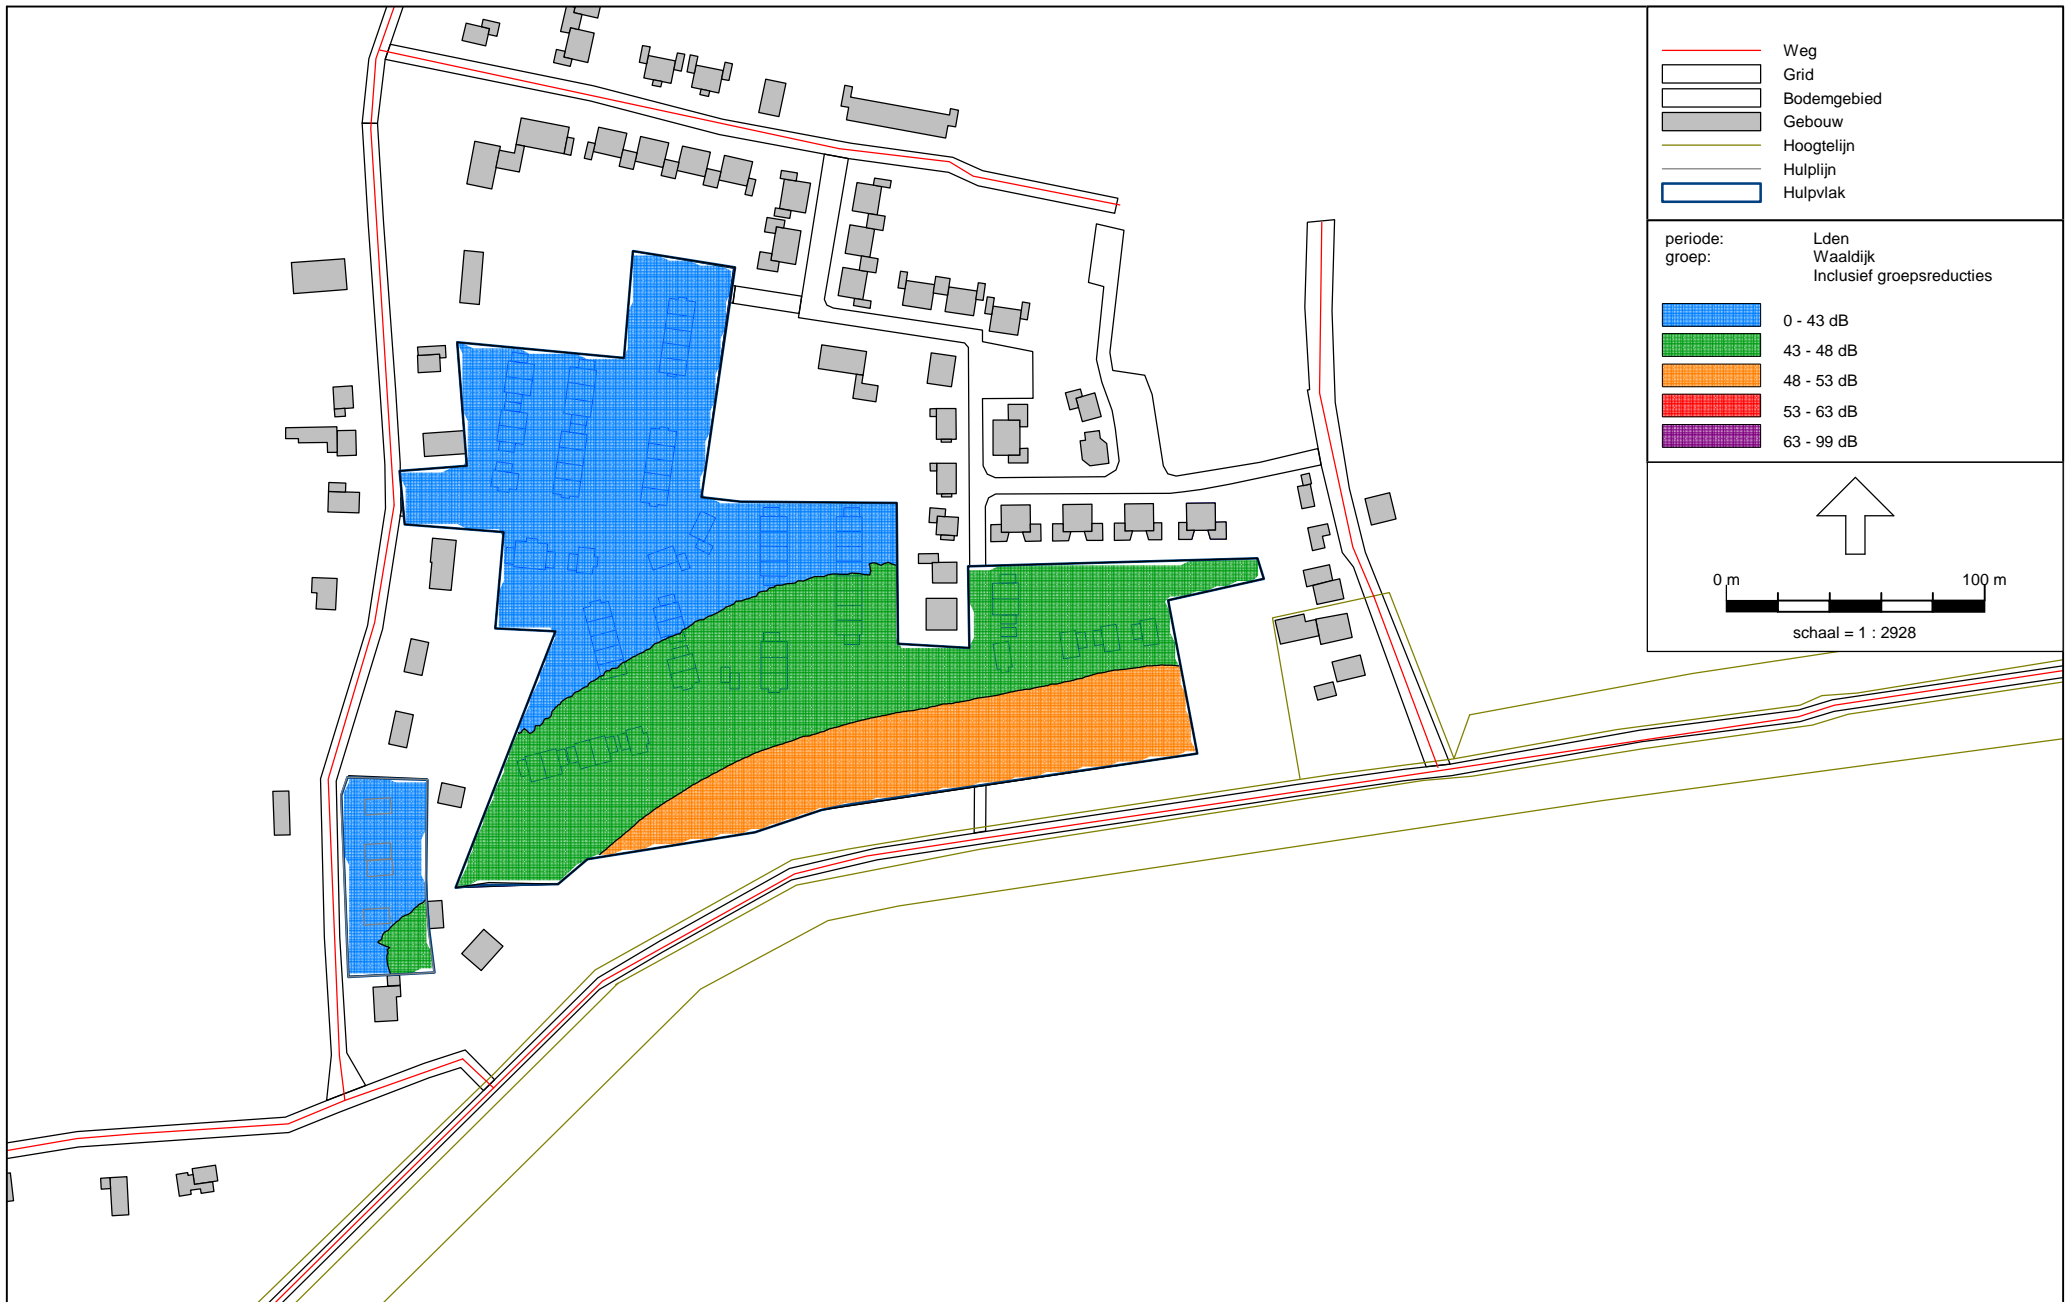 Weg
Grid
Bodemgebied
Gebouw
Hoogtelijn
Hulplijn
Hulpvlak
periode: Lden
groep: Waaldijk
Inclusief groepsreducties
0 - 43 dB
43 - 48 dB
48 - 53 dB
53 - 63 dB
63 - 99 dB
0 m 100 m
schaal = 1 : 2928